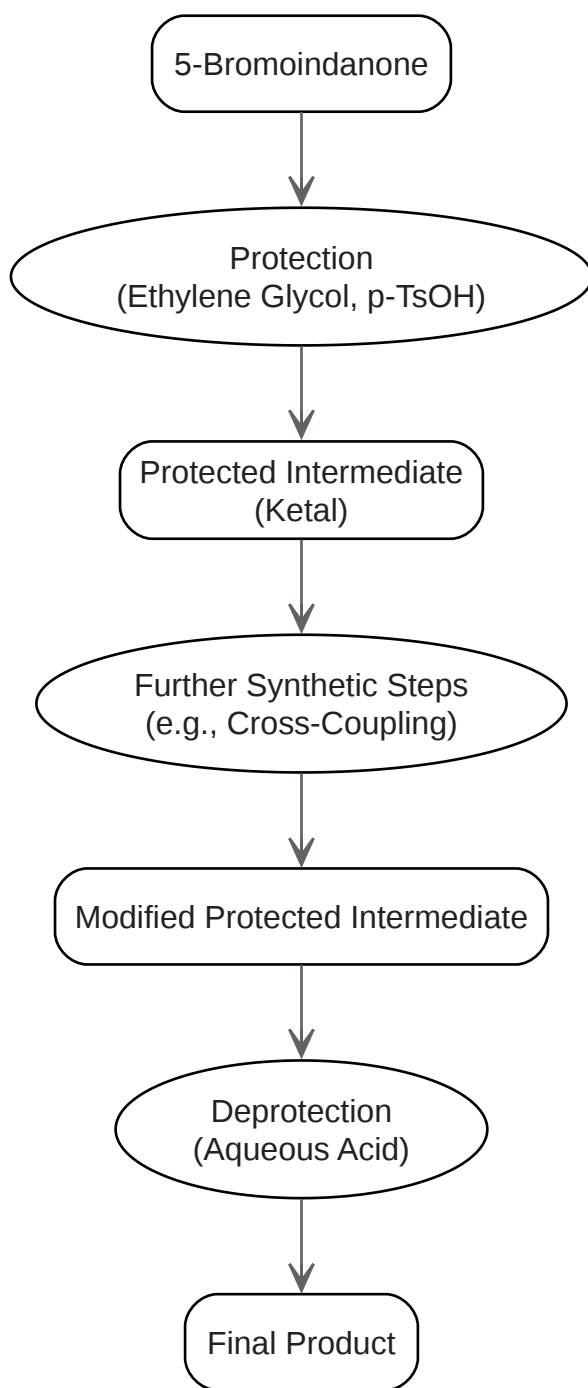 5-Bromoindanone
Protection
(Ethylene Glycol, p-TsOH)
Protected Intermediate
(Ketal)
Further Synthetic Steps
(e.g., Cross-Coupling)
Modified Protected Intermediate
Deprotection
(Aqueous Acid)
Final Product